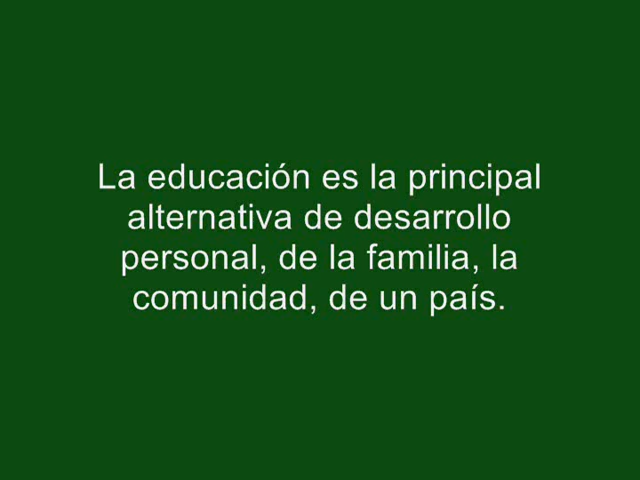 La educación es la principal
alternativa de desarrollo
personal, de la familia, la
comunidad, de un país.